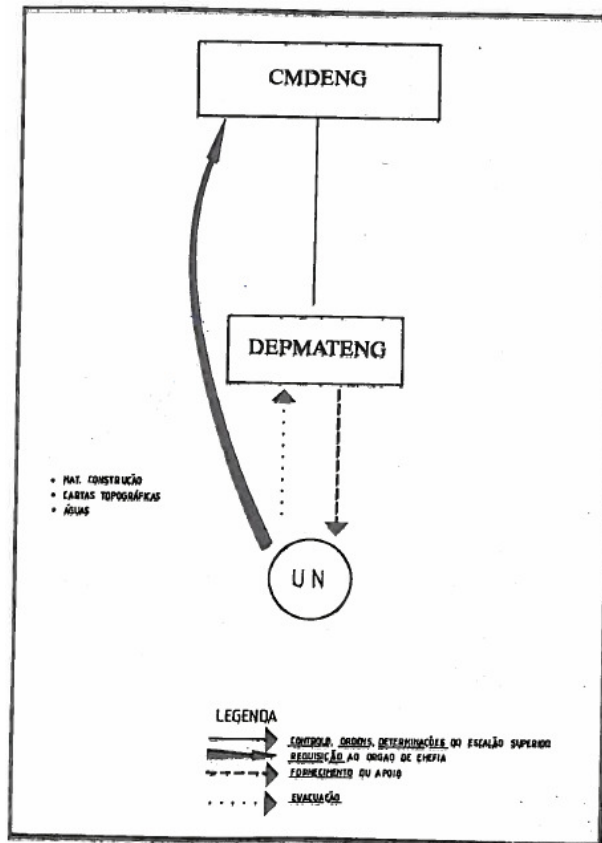 CMDENG
DEPMATENG
• MAT. CONSTRUÇÃO
• CARTAS TOPOGRÁFICAS
• ÁGUAS
UN
LEGENDA
CONTROLO, ORDENS, DETERMINAÇÕES DO ESCALÃO SUPERIOR
REQUISIÇÃO AO ORGAO DE CHEFIA
FORNECIMENTO OU APOIO
EVACUAÇÃO